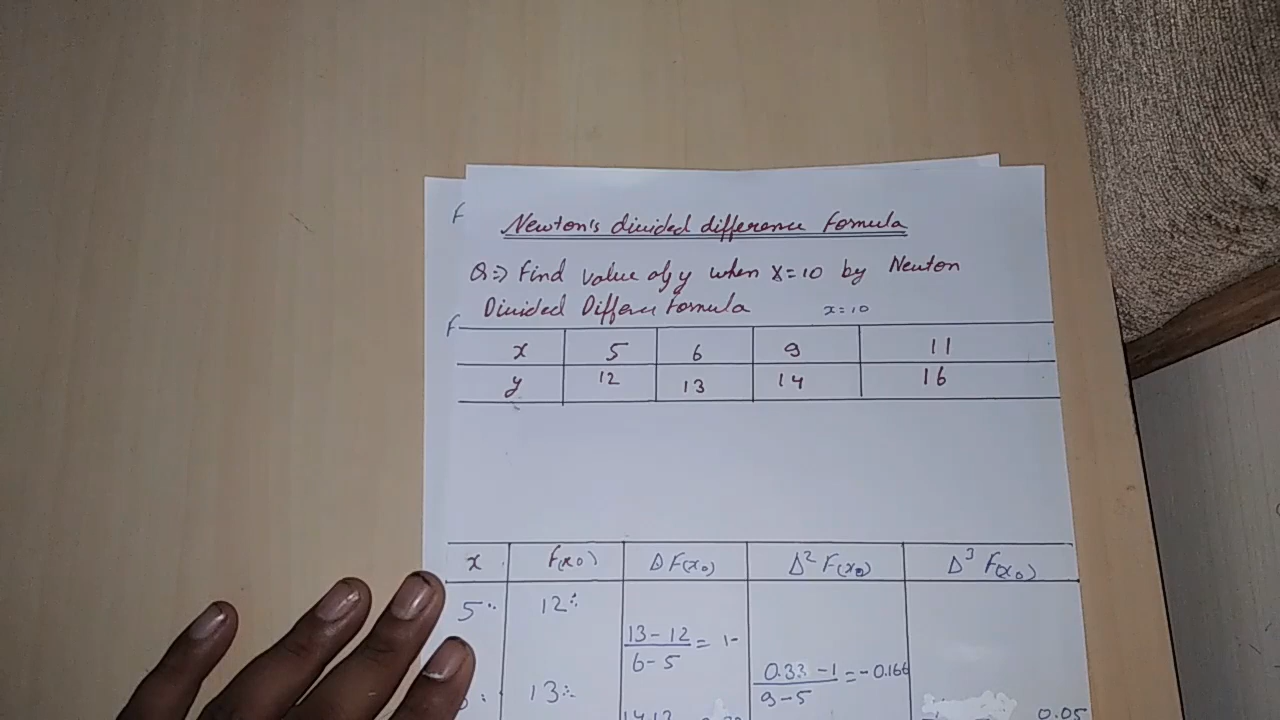 F
Newton's divided difference formula
Q⇒ Find value of y when x=10 by Newton
Divided Differe Formula x=10
F
x 5 6 9 11
y 12 13 14 16
x F(x0) Δ F(x0) Δ² F(x0) Δ³ F(x0)
5 12
13-12 / 6-5 = 1
0.33-1 / 9-5 = -0.166
13
0.05